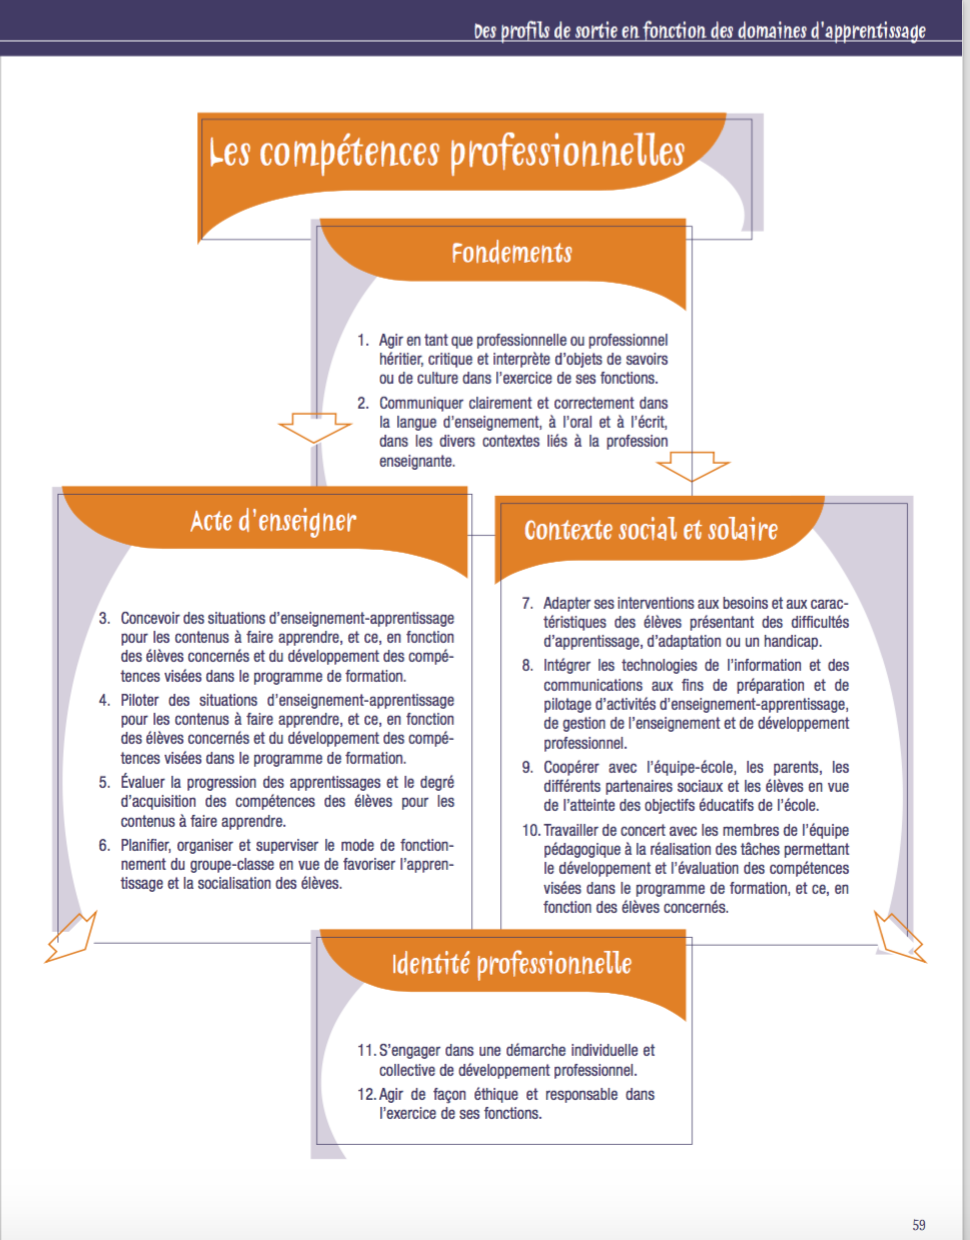 Des profils de sortie en fonction des domaines d'apprentissage
Les compétences professionnelles
Fondements
1. Agir en tant que professionnelle ou professionnel
héritier, critique et interprète d'objets de savoirs
ou de culture dans l'exercice de ses fonctions.
2. Communiquer clairement et correctement dans
la langue d'enseignement, à l'oral et à l'écrit,
dans les divers contextes liés à la profession
enseignante.
Acte d'enseigner
3. Concevoir des situations d'enseignement-apprentissage
pour les contenus à faire apprendre, et ce, en fonction
des élèves concernés et du développement des compé-
tences visées dans le programme de formation.
4. Piloter des situations d'enseignement-apprentissage
pour les contenus à faire apprendre, et ce, en fonction
des élèves concernés et du développement des compé-
tences visées dans le programme de formation.
5. Évaluer la progression des apprentissages et le degré
d'acquisition des compétences des élèves pour les
contenus à faire apprendre.
6. Planifier, organiser et superviser le mode de fonction-
nement du groupe-classe en vue de favoriser l'appren-
tissage et la socialisation des élèves.
Contexte social et solaire
7. Adapter ses interventions aux besoins et aux carac-
téristiques des élèves présentant des difficultés
d'apprentissage, d'adaptation ou un handicap.
8. Intégrer les technologies de l'information et des
communications aux fins de préparation et de
pilotage d'activités d'enseignement-apprentissage,
de gestion de l'enseignement et de développement
professionnel.
9. Coopérer avec l'équipe-école, les parents, les
différents partenaires sociaux et les élèves en vue
de l'atteinte des objectifs éducatifs de l'école.
10. Travailler de concert avec les membres de l'équipe
pédagogique à la réalisation des tâches permettant
le développement et l'évaluation des compétences
visées dans le programme de formation, et ce, en
fonction des élèves concernés.
Identité professionnelle
11. S'engager dans une démarche individuelle et
collective de développement professionnel.
12. Agir de façon éthique et responsable dans
l'exercice de ses fonctions.
59